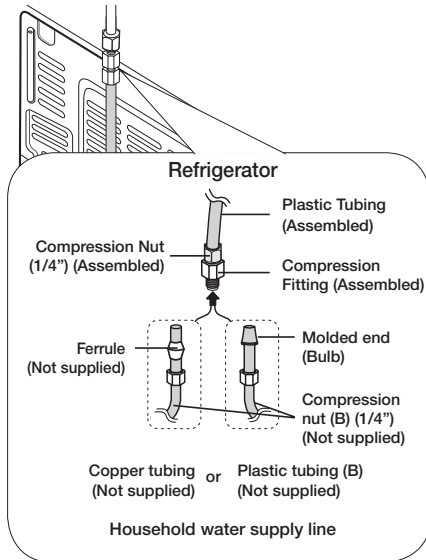 Refrigerator
Plastic Tubing
(Assembled)
Compression Nut
(1/4”) (Assembled)
Compression
Fitting (Assembled)
Ferrule
(Not supplied)
Molded end
(Bulb)
Compression
nut (B) (1/4”)
(Not supplied)
Copper tubing
(Not supplied)
or
Plastic tubing (B)
(Not supplied)
Household water supply line